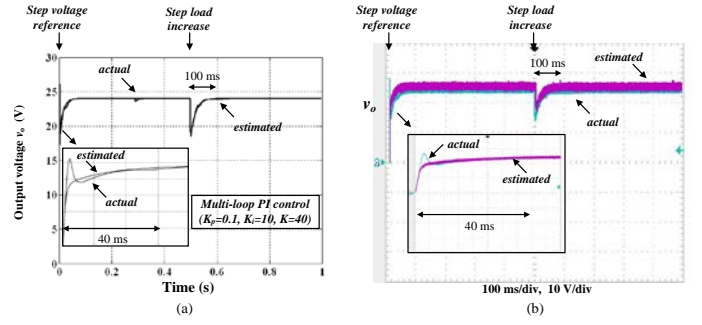 Step voltage
reference
Step load
increase
30
25
20
15
10
5
0
Output voltage vo (V)
actual
100 ms
estimated
estimated
actual
40 ms
Multi-loop PI control
(Kp=0.1, Ki=10, K=40)
0
0.2
0.4
0.6
0.8
1
Time (s)
(a)
Step voltage
reference
Step load
increase
100 ms
estimated
vo
actual
actual
estimated
40 ms
100 ms/div, 10 V/div
(b)